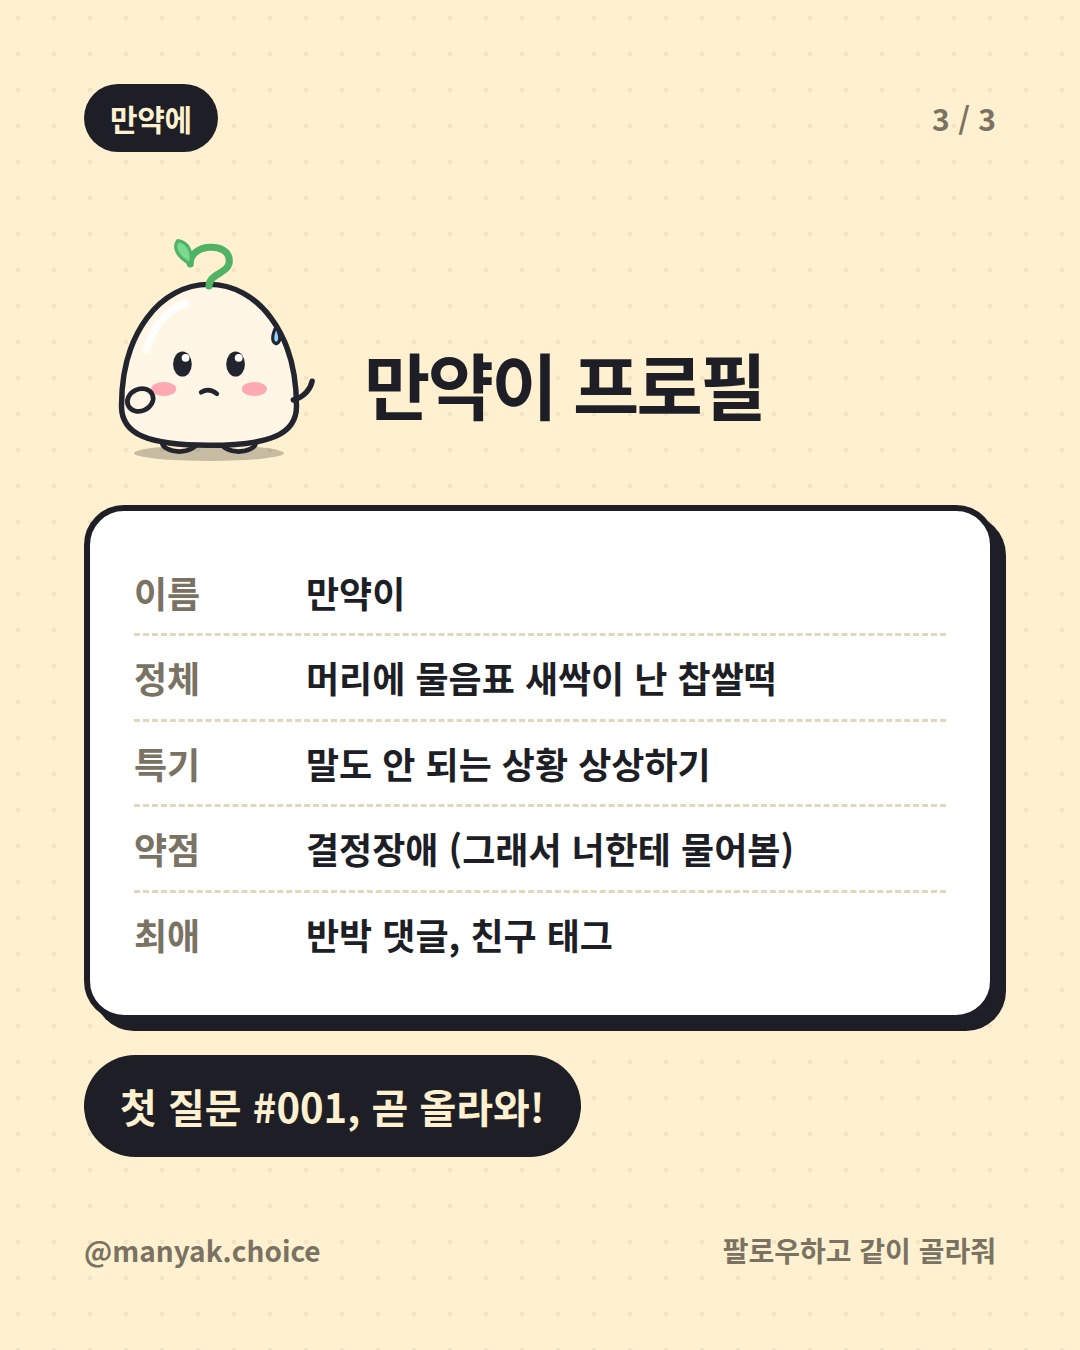 만약에
3 / 3
만약이 프로필
이름 만약이
정체 머리에 물음표 새싹이 난 찹쌀떡
특기 말도 안 되는 상황 상상하기
약점 결정장애 (그래서 너한테 물어봄)
최애 반박 댓글, 친구 태그
첫 질문 #001, 곧 올라와!
@manyak.choice
팔로우하고 같이 골라줘